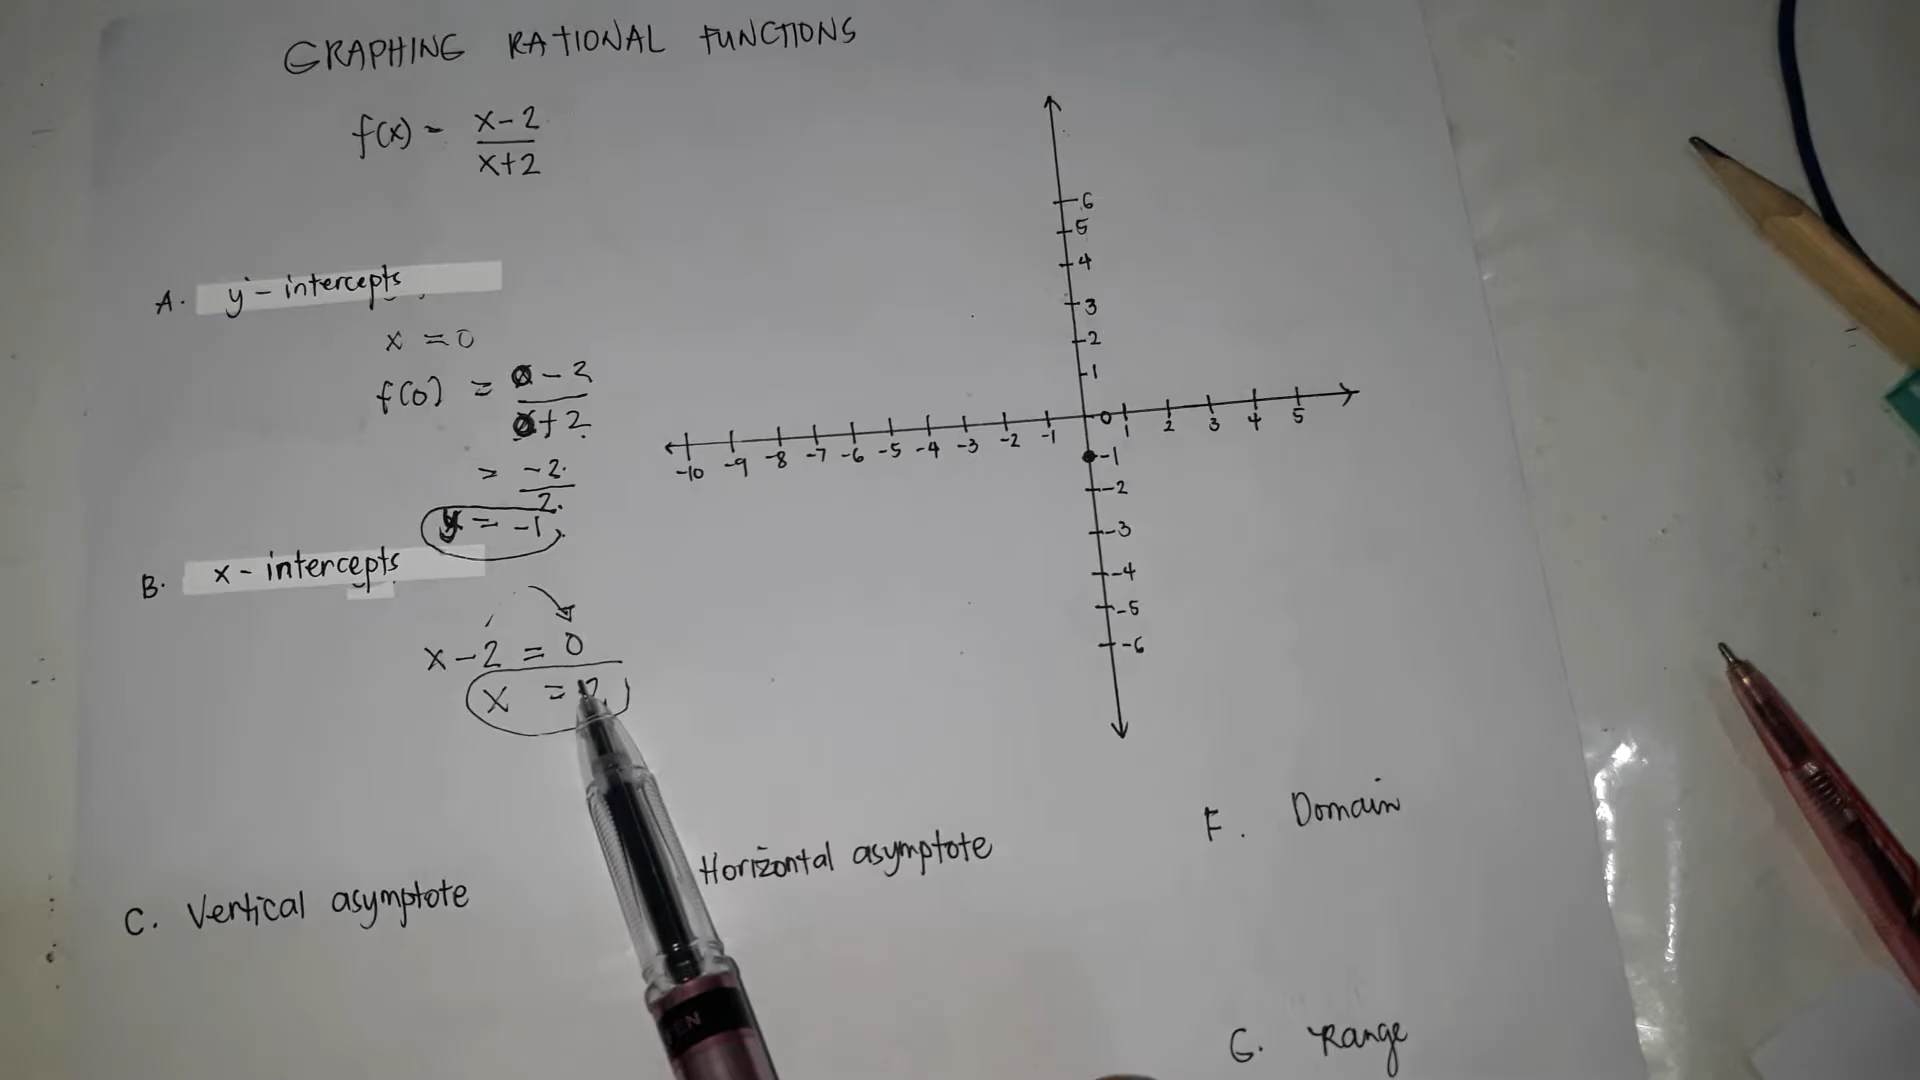 GRAPHING RATIONAL FUNCTIONS
f(x) = x-2
x+2
A. y - intercepts
x = 0
f(0) = 0 - 2
0 + 2
= -2
2
y = -1
B. x - intercepts
x - 2 = 0
x = 2
C. Vertical asymptote
Horizontal asymptote
F. Domain
G. Range
6
5
4
3
2
1
-10 -9 -8 -7 -6 -5 -4 -3 -2 -1 0 1 2 3 4 5
-1
-2
-3
-4
-5
-6